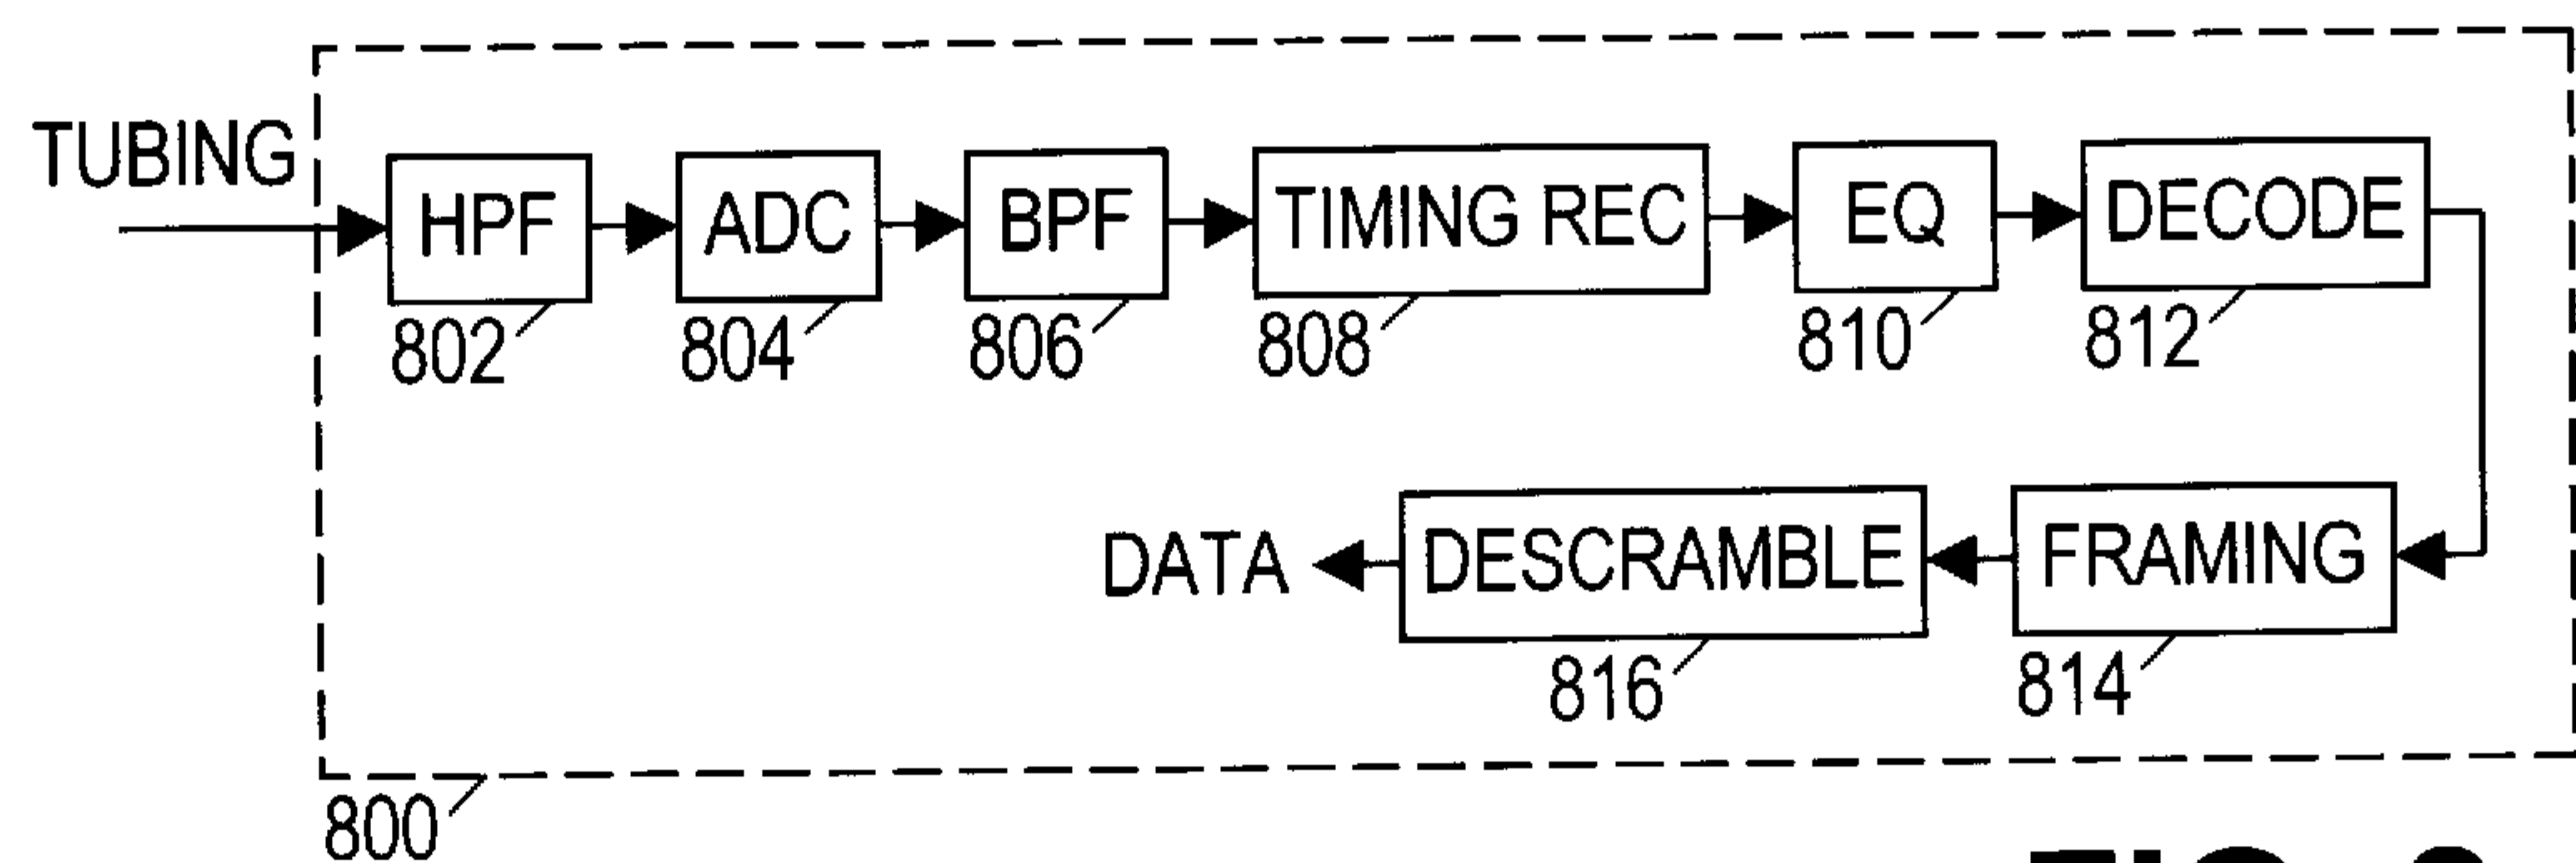 TUBING
HPF
ADC
BPF
TIMING REC
EQ
DECODE
802
804
806
808
810
812
DATA
DESCRAMBLE
FRAMING
816
814
800